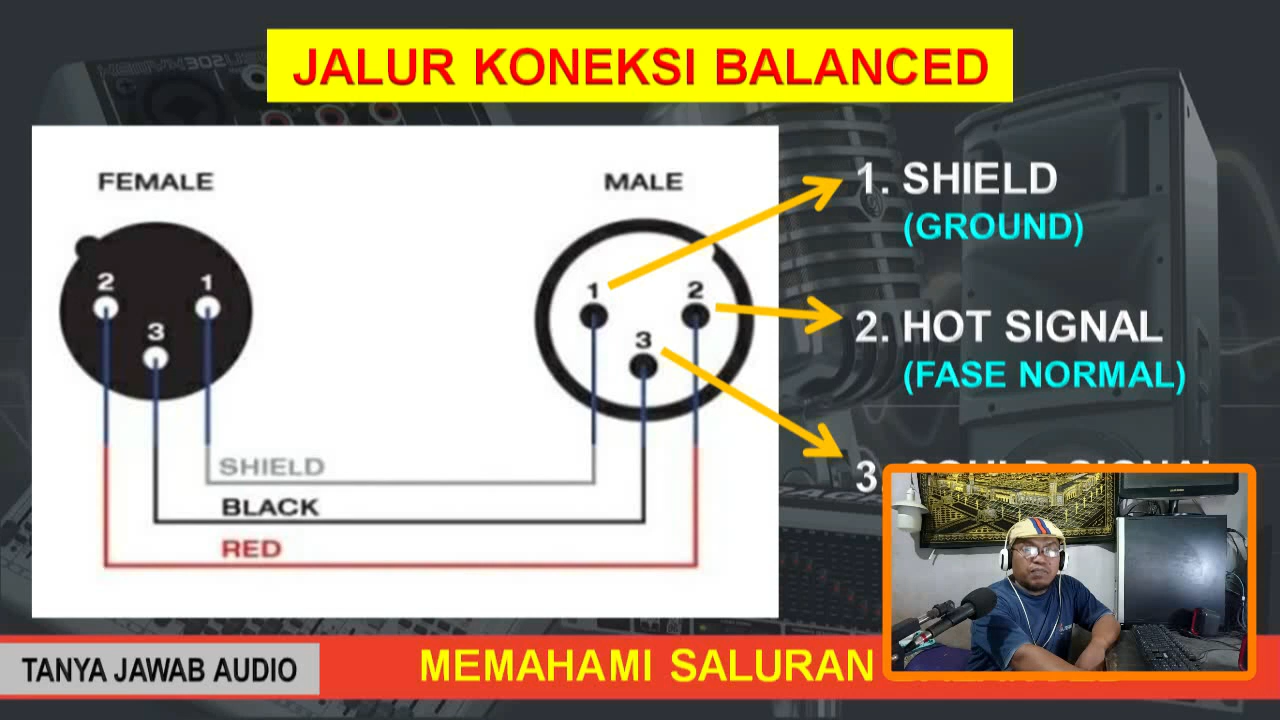 JALUR KONEKSI BALANCED
FEMALE
MALE
2
1
3
1
2
3
SHIELD
BLACK
RED
1. SHIELD
(GROUND)
2. HOT SIGNAL
(FASE NORMAL)
3
TANYA JAWAB AUDIO
MEMAHAMI SALURAN